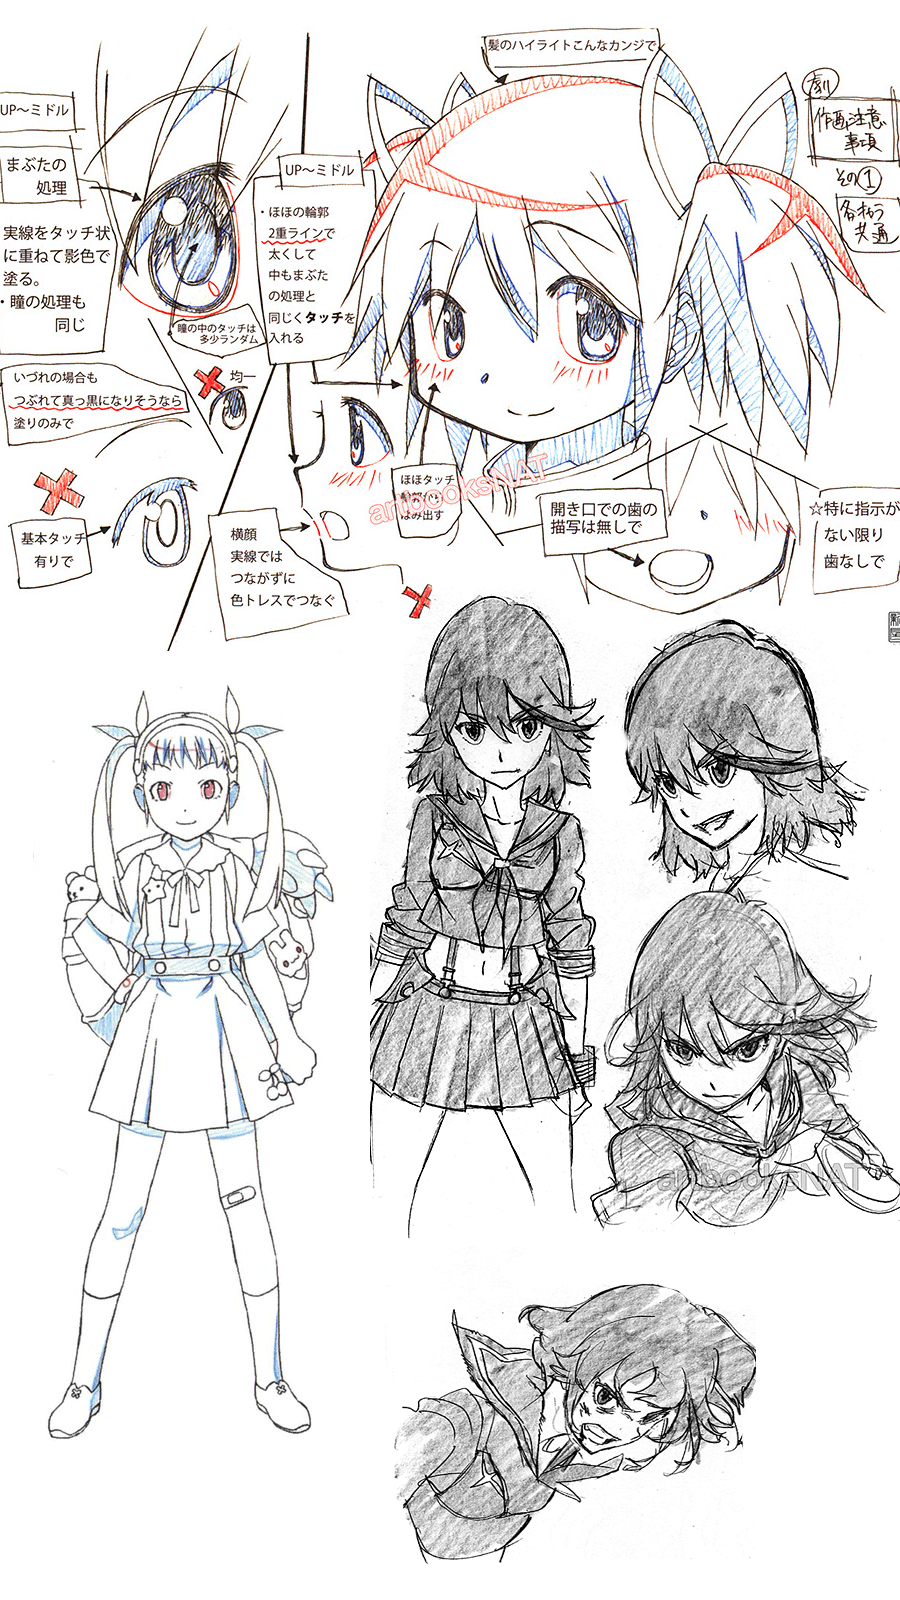 髪のハイライトこんなカンジで
劇
作画注意
事項
その①
各キャラ
共通
UP〜ミドル
まぶたの
処理
実線をタッチ状
に重ねて影色で
塗る。
・瞳の処理も
同じ
UP〜ミドル
・ほほの輪郭
2重ラインで
太くして
中もまぶた
の処理と
同じくタッチを
入れる
瞳の中のタッチは
多少ランダム
均一
いづれの場合も
つぶれて真っ黒になりそうなら
塗りのみで
基本タッチ
有りで
横顔
実線では
つながずに
色トレスでつなぐ
ほほタッチ
はみ出す
artbooksNAT
開き口での歯の
描写は無しで
☆特に指示が
ない限り
歯なしで
artbooksNAT